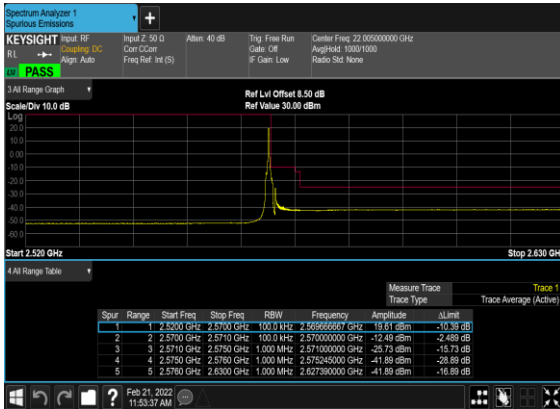 Spectrum Analyzer 1
Spurious Emissions
KEYSIGHT
RL
Input: RF
Coupling: DC
Align: Auto
Input Z: 50 Ω
Corr CCorr
Freq Ref: Int (S)
Atten: 40 dB
Trig: Free Run
Gate: Off
IF Gain: Low
Center Freq: 22.005000000 GHz
Avg|Hold: 1000/1000
Radio Std: None
PASS
3 All Range Graph
Scale/Div 10.0 dB
Ref Lvl Offset 8.50 dB
Ref Value 30.00 dBm
Log
20.0
10.0
0.00
-10.0
-20.0
-30.0
-40.0
-50.0
-60.0
Start 2.520 GHz
Stop 2.630 GH
4 All Range Table
Measure Trace Trace 1
Trace Type Trace Average (Active)
Spur Range Start Freq Stop Freq RBW Frequency Amplitude ΔLimit
1 1 2.5200 GHz 2.5700 GHz 100.0 kHz 2.569666667 GHz 19.61 dBm -10.39 dB
2 2 2.5700 GHz 2.5710 GHz 100.0 kHz 2.570000000 GHz -12.49 dBm -2.489 dB
3 3 2.5710 GHz 2.5750 GHz 1.000 MHz 2.571000000 GHz -25.73 dBm -15.73 dB
4 4 2.5750 GHz 2.5760 GHz 1.000 MHz 2.575245000 GHz -41.89 dBm -28.89 dB
5 5 2.5760 GHz 2.6300 GHz 1.000 MHz 2.627390000 GHz -41.89 dBm -16.89 dB
?
Feb 21, 2022
11:53:37 AM